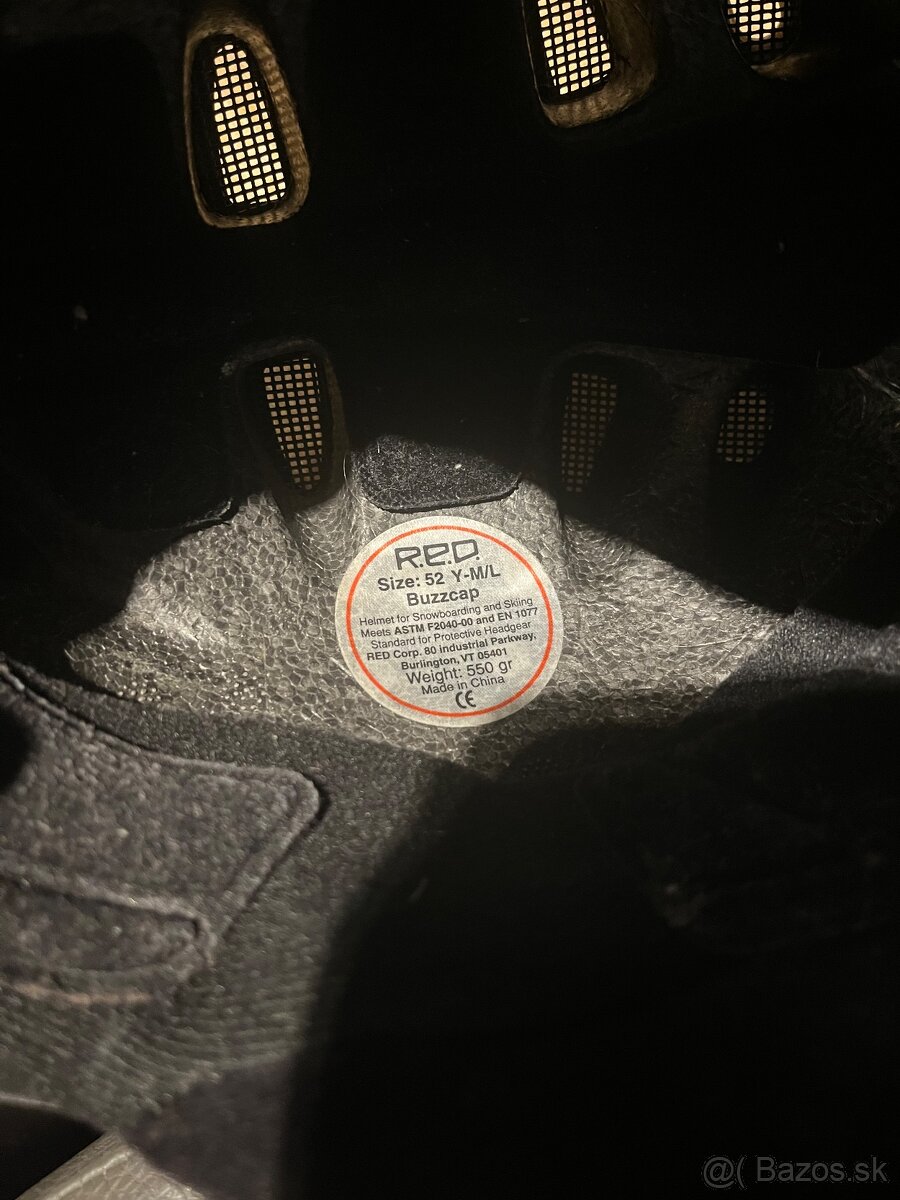 R.E.D.
Size: 52 Y-M/L
Buzzcap
Helmet for Snowboarding and Skiing
Meets ASTM F2040-00 and EN 1077
Standard for Protective Headgear
RED Corp. 80 industrial Parkway,
Burlington, VT 05401
Weight: 550 gr
Made in China
CE
@( Bazos.sk